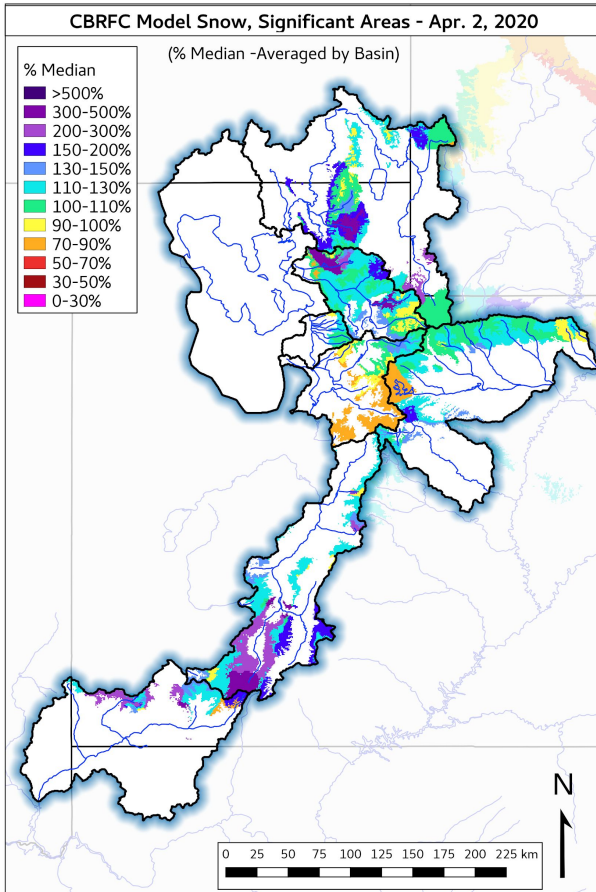 CBRFC Model Snow, Significant Areas - Apr. 2, 2020
(% Median -Averaged by Basin)
% Median
>500%
300-500%
200-300%
150-200%
130-150%
110-130%
100-110%
90-100%
70-90%
50-70%
30-50%
0-30%
N
0 25 50 75 100 125 150 175 200 225 km